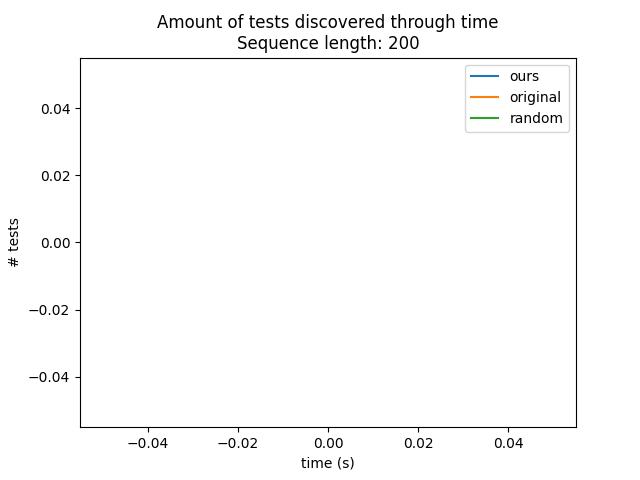 Amount of tests discovered through time
Sequence length: 200
ours
original
random
0.04
0.02
0.00
−0.02
−0.04
# tests
−0.04
−0.02
0.00
0.02
0.04
time (s)